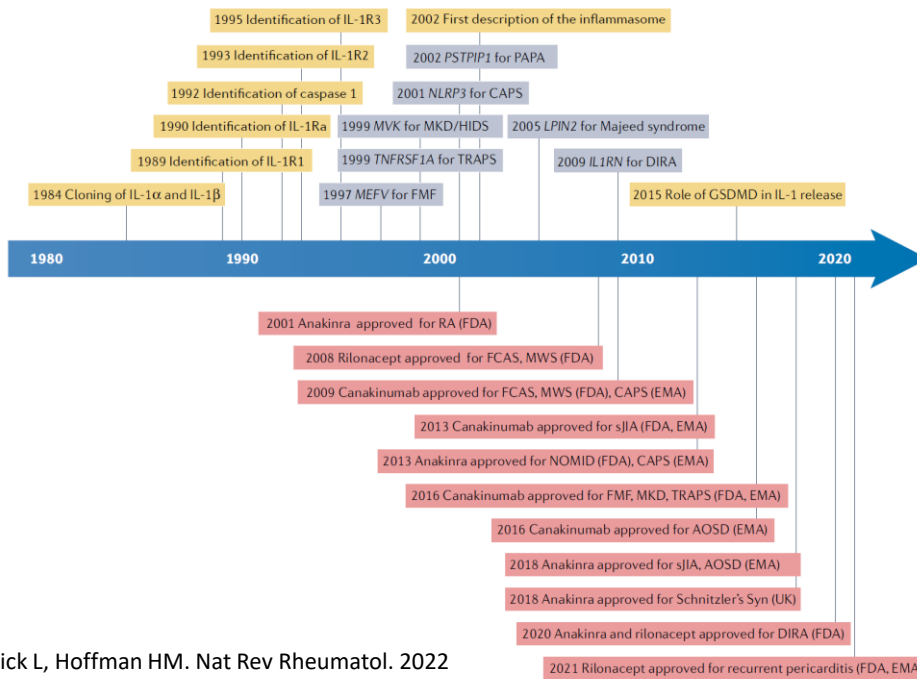 1995 Identification of IL-1R3
2002 First description of the inflammasome
1993 Identification of IL-1R2
2002 PSTPIP1 for PAPA
1992 Identification of caspase 1
2001 NLRP3 for CAPS
1990 Identification of IL-1Ra
1999 MVK for MKD/HIDS
2005 LPIN2 for Majeed syndrome
1989 Identification of IL-1R1
1999 TNFRSF1A for TRAPS
2009 IL1RN for DIRA
1984 Cloning of IL-1α and IL-1β
1997 MEFV for FMF
2015 Role of GSDMD in IL-1 release
1980
1990
2000
2010
2020
2001 Anakinra approved for RA (FDA)
2008 Rilonacept approved for FCAS, MWS (FDA)
2009 Canakinumab approved for FCAS, MWS (FDA), CAPS (EMA)
2013 Canakinumab approved for sJIA (FDA, EMA)
2013 Anakinra approved for NOMID (FDA), CAPS (EMA)
2016 Canakinumab approved for FMF, MKD, TRAPS (FDA, EMA)
2016 Canakinumab approved for AOSD (EMA)
2018 Anakinra approved for sJIA, AOSD (EMA)
2018 Anakinra approved for Schnitzler's Syn (UK)
2020 Anakinra and rilonacept approved for DIRA (FDA)
2021 Rilonacept approved for recurrent pericarditis (FDA, EMA
ick L, Hoffman HM. Nat Rev Rheumatol. 2022